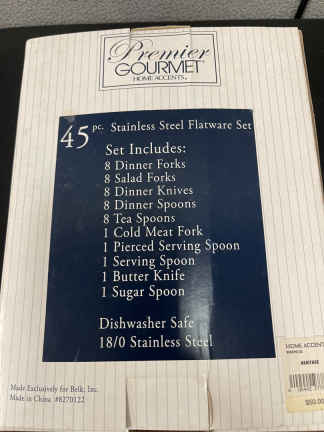 Premier
GOURMET
HOME ACCENTS
45 pc. Stainless Steel Flatware Set
Set Includes:
8 Dinner Forks
8 Salad Forks
8 Dinner Knives
8 Dinner Spoons
8 Tea Spoons
1 Cold Meat Fork
1 Pierced Serving Spoon
1 Serving Spoon
1 Butter Knife
1 Sugar Spoon
Dishwasher Safe
18/0 Stainless Steel
Made Exclusively for Belk, Inc.
Made in China #8270122
HOME ACCENTS
HERITAGE
$60.00